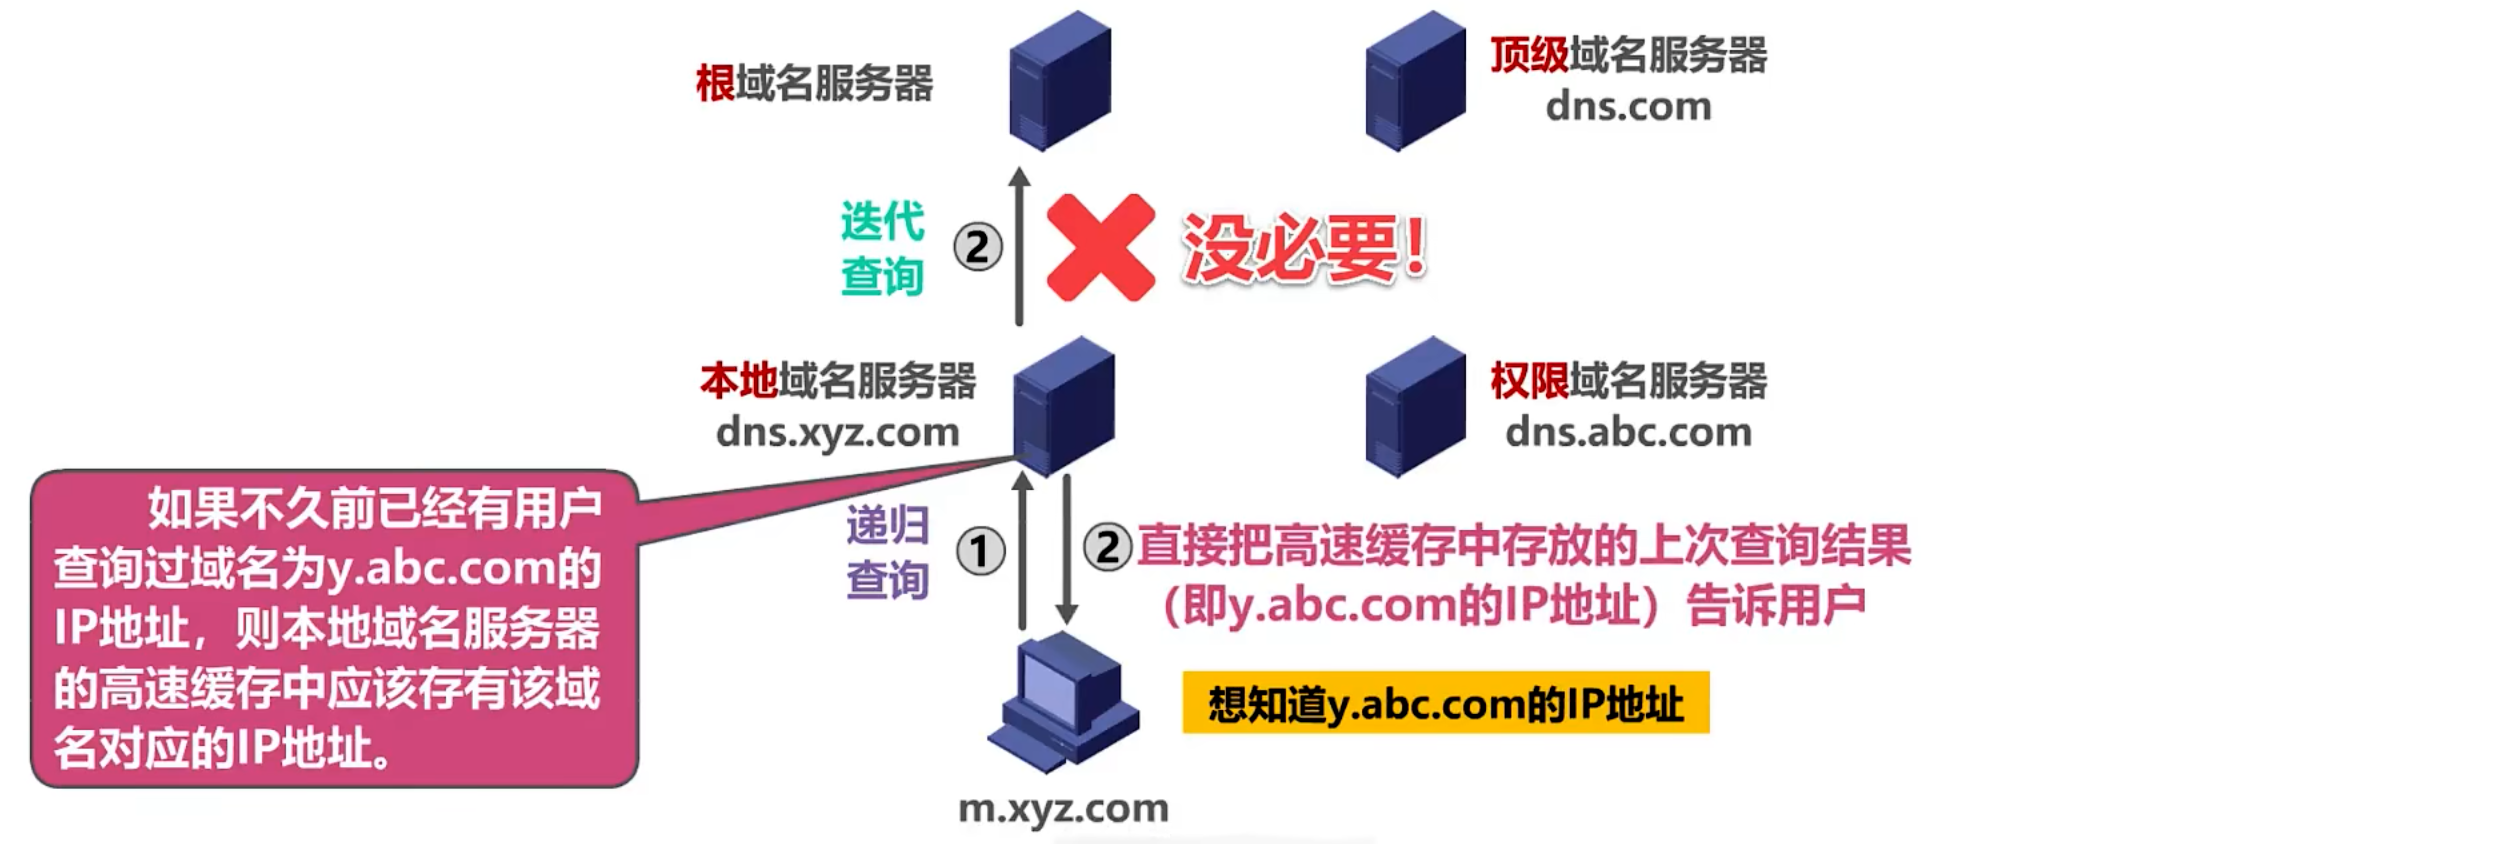 根域名服务器
顶级域名服务器
dns.com
迭代
查询
②
没必要！
本地域名服务器
dns.xyz.com
权限域名服务器
dns.abc.com
如果不久前已经有用户
查询过域名为y.abc.com的
IP地址，则本地域名服务器
的高速缓存中应该存有该域
名对应的IP地址。
递归
查询
①
②直接把高速缓存中存放的上次查询结果
（即y.abc.com的IP地址）告诉用户
想知道y.abc.com的IP地址
m.xyz.com